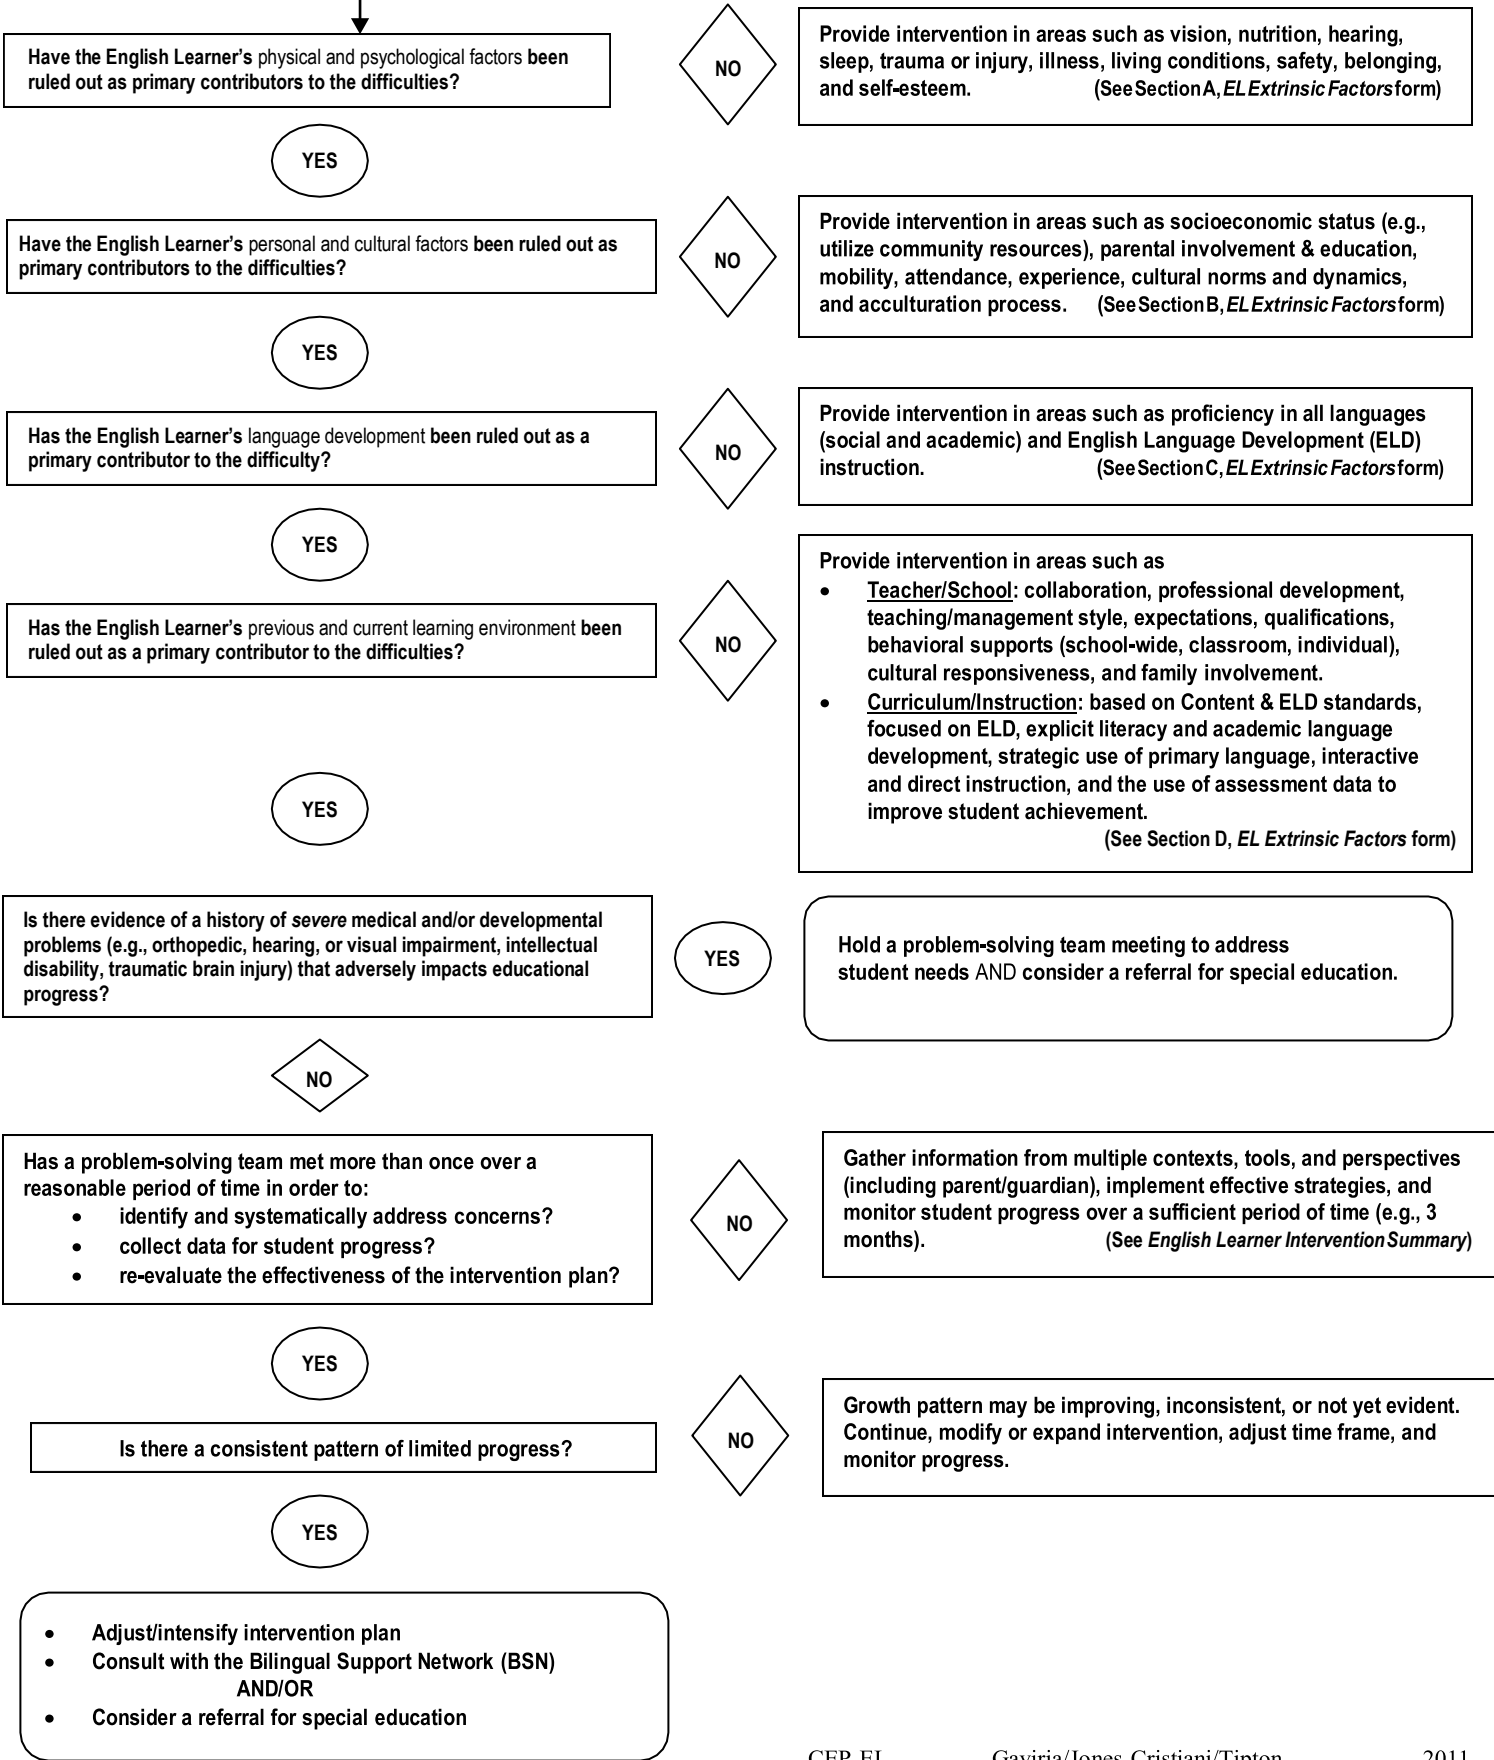 Have the English Learner's physical and psychological factors been
ruled out as primary contributors to the difficulties?
NO
Provide intervention in areas such as vision, nutrition, hearing,
sleep, trauma or injury, illness, living conditions, safety, belonging,
and self-esteem. (See Section A, EL Extrinsic Factors form)
YES
Have the English Learner's personal and cultural factors been ruled out as
primary contributors to the difficulties?
NO
Provide intervention in areas such as socioeconomic status (e.g.,
utilize community resources), parental involvement & education,
mobility, attendance, experience, cultural norms and dynamics,
and acculturation process. (See Section B, EL Extrinsic Factors form)
YES
Has the English Learner's language development been ruled out as a
primary contributor to the difficulty?
NO
Provide intervention in areas such as proficiency in all languages
(social and academic) and English Language Development (ELD)
instruction. (See Section C, EL Extrinsic Factors form)
YES
Has the English Learner's previous and current learning environment been
ruled out as a primary contributor to the difficulties?
NO
Provide intervention in areas such as
• Teacher/School: collaboration, professional development,
teaching/management style, expectations, qualifications,
behavioral supports (school-wide, classroom, individual),
cultural responsiveness, and family involvement.
• Curriculum/Instruction: based on Content & ELD standards,
focused on ELD, explicit literacy and academic language
development, strategic use of primary language, interactive
and direct instruction, and the use of assessment data to
improve student achievement.
(See Section D, EL Extrinsic Factors form)
YES
Is there evidence of a history of severe medical and/or developmental
problems (e.g., orthopedic, hearing, or visual impairment, intellectual
disability, traumatic brain injury) that adversely impacts educational
progress?
YES
Hold a problem-solving team meeting to address
student needs AND consider a referral for special education.
NO
Has a problem-solving team met more than once over a
reasonable period of time in order to:
• identify and systematically address concerns?
• collect data for student progress?
• re-evaluate the effectiveness of the intervention plan?
NO
Gather information from multiple contexts, tools, and perspectives
(including parent/guardian), implement effective strategies, and
monitor student progress over a sufficient period of time (e.g., 3
months). (See English Learner Intervention Summary)
YES
Is there a consistent pattern of limited progress?
NO
Growth pattern may be improving, inconsistent, or not yet evident.
Continue, modify or expand intervention, adjust time frame, and
monitor progress.
YES
• Adjust/intensify intervention plan
• Consult with the Bilingual Support Network (BSN)
AND/OR
• Consider a referral for special education
Gaviria/Jones-Cristiani/Tipton 2011